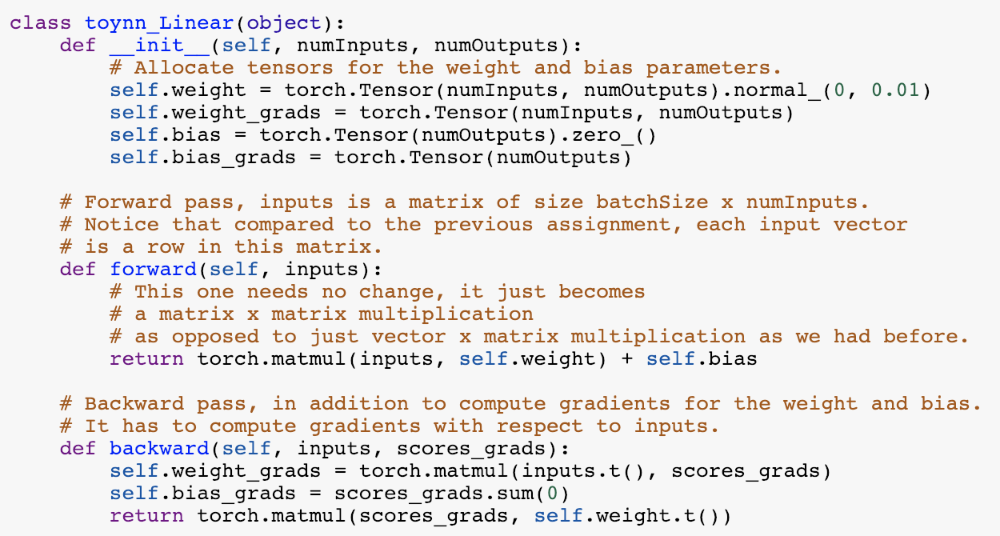 class toynn_Linear(object):
    def __init__(self, numInputs, numOutputs):
        # Allocate tensors for the weight and bias parameters.
        self.weight = torch.Tensor(numInputs, numOutputs).normal_(0, 0.01)
        self.weight_grads = torch.Tensor(numInputs, numOutputs)
        self.bias = torch.Tensor(numOutputs).zero_()
        self.bias_grads = torch.Tensor(numOutputs)

    # Forward pass, inputs is a matrix of size batchSize x numInputs.
    # Notice that compared to the previous assignment, each input vector
    # is a row in this matrix.
    def forward(self, inputs):
        # This one needs no change, it just becomes
        # a matrix x matrix multiplication
        # as opposed to just vector x matrix multiplication as we had before.
        return torch.matmul(inputs, self.weight) + self.bias

    # Backward pass, in addition to compute gradients for the weight and bias.
    # It has to compute gradients with respect to inputs.
    def backward(self, inputs, scores_grads):
        self.weight_grads = torch.matmul(inputs.t(), scores_grads)
        self.bias_grads = scores_grads.sum(0)
        return torch.matmul(scores_grads, self.weight.t())